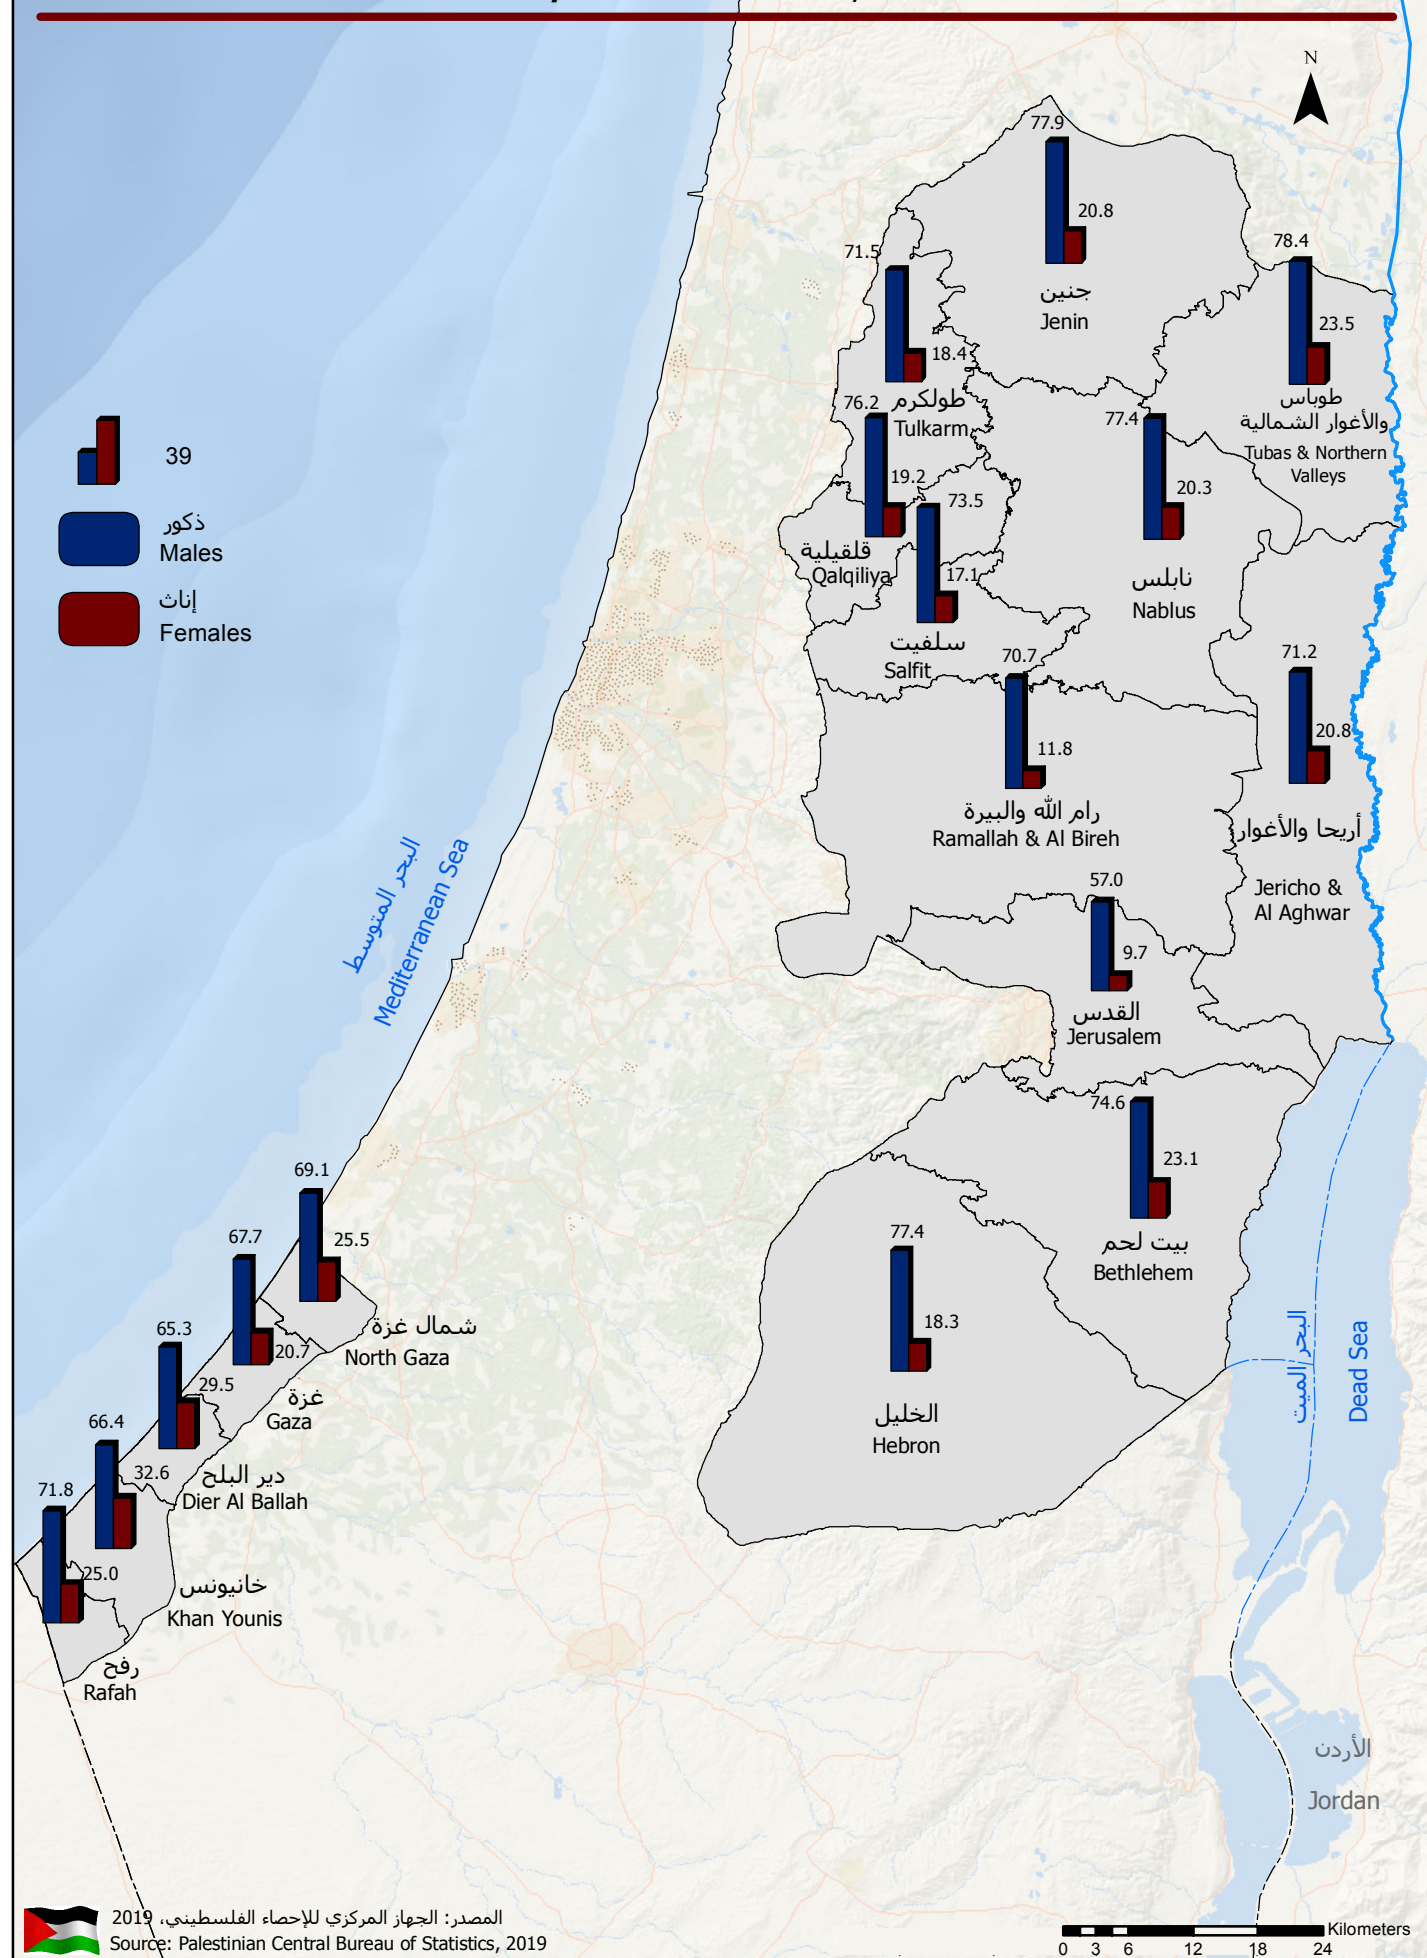 N
77.9
20.8
جنين
Jenin
71.5
18.4
طولكرم
Tulkarm
78.4
23.5
طوباس
والأغوار الشمالية
Tubas & Northern
Valleys
76.2
19.2
قلقيلية
Qalqiliya
77.4
20.3
نابلس
Nablus
73.5
17.1
سلفيت
Salfit
39
ذكور
Males
إناث
Females
70.7
11.8
رام الله والبيرة
Ramallah & Al Bireh
71.2
20.8
أريحا والأغوار
Jericho &
Al Aghwar
57.0
9.7
القدس
Jerusalem
البحر المتوسط
Mediterranean Sea
74.6
23.1
بيت لحم
Bethlehem
77.4
18.3
الخليل
Hebron
69.1
25.5
شمال غزة
North Gaza
67.7
20.7
غزة
Gaza
65.3
29.5
دير البلح
Dier Al Ballah
66.4
32.6
خانيونس
Khan Younis
71.8
25.0
رفح
Rafah
البحر الميت
Dead Sea
الأردن
Jordan
المصدر: الجهاز المركزي للإحصاء الفلسطيني، 2019
Source: Palestinian Central Bureau of Statistics, 2019
Kilometers
0 3 6 12 18 24